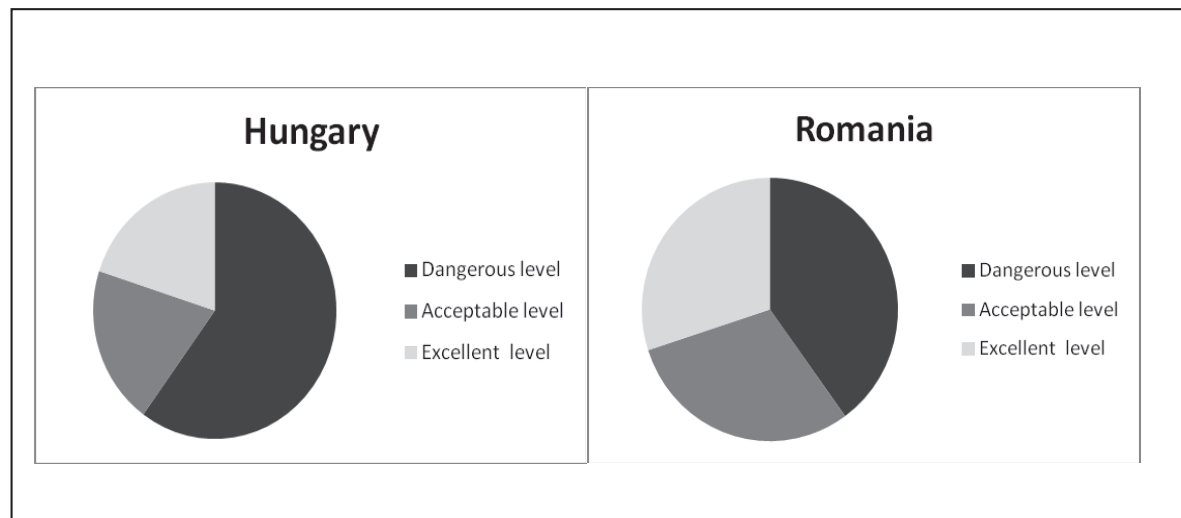 Hungary
Dangerous level
Acceptable level
Excellent level
Romania
Dangerous level
Acceptable level
Excellent level